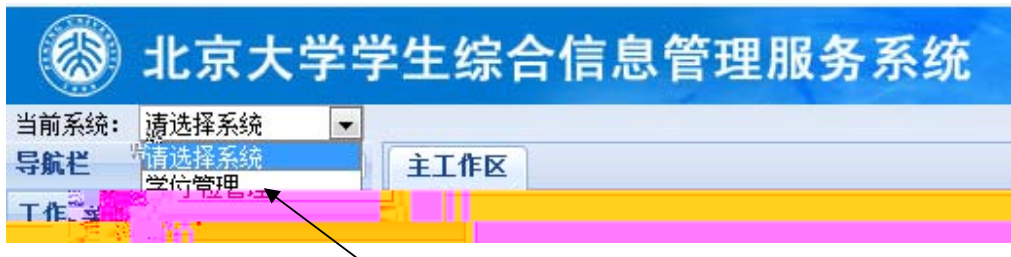 北京大学学生综合信息管理服务系统
当前系统： 请选择系统
导航栏 请选择系统 主工作区
学位管理
工作